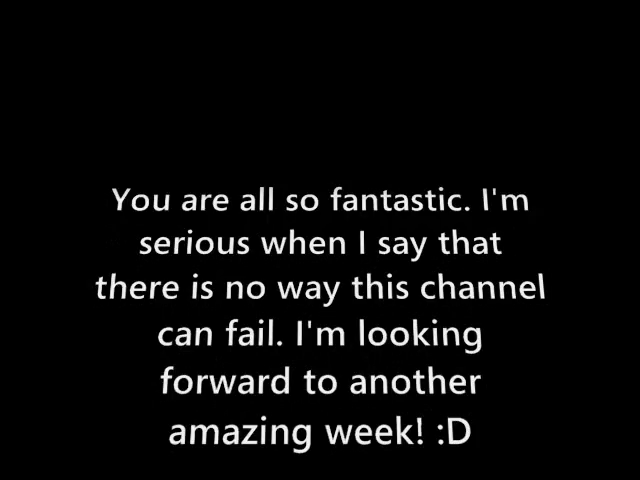 You are all so fantastic. I'm
serious when I say that
there is no way this channel
can fail. I'm looking
forward to another
amazing week! :D